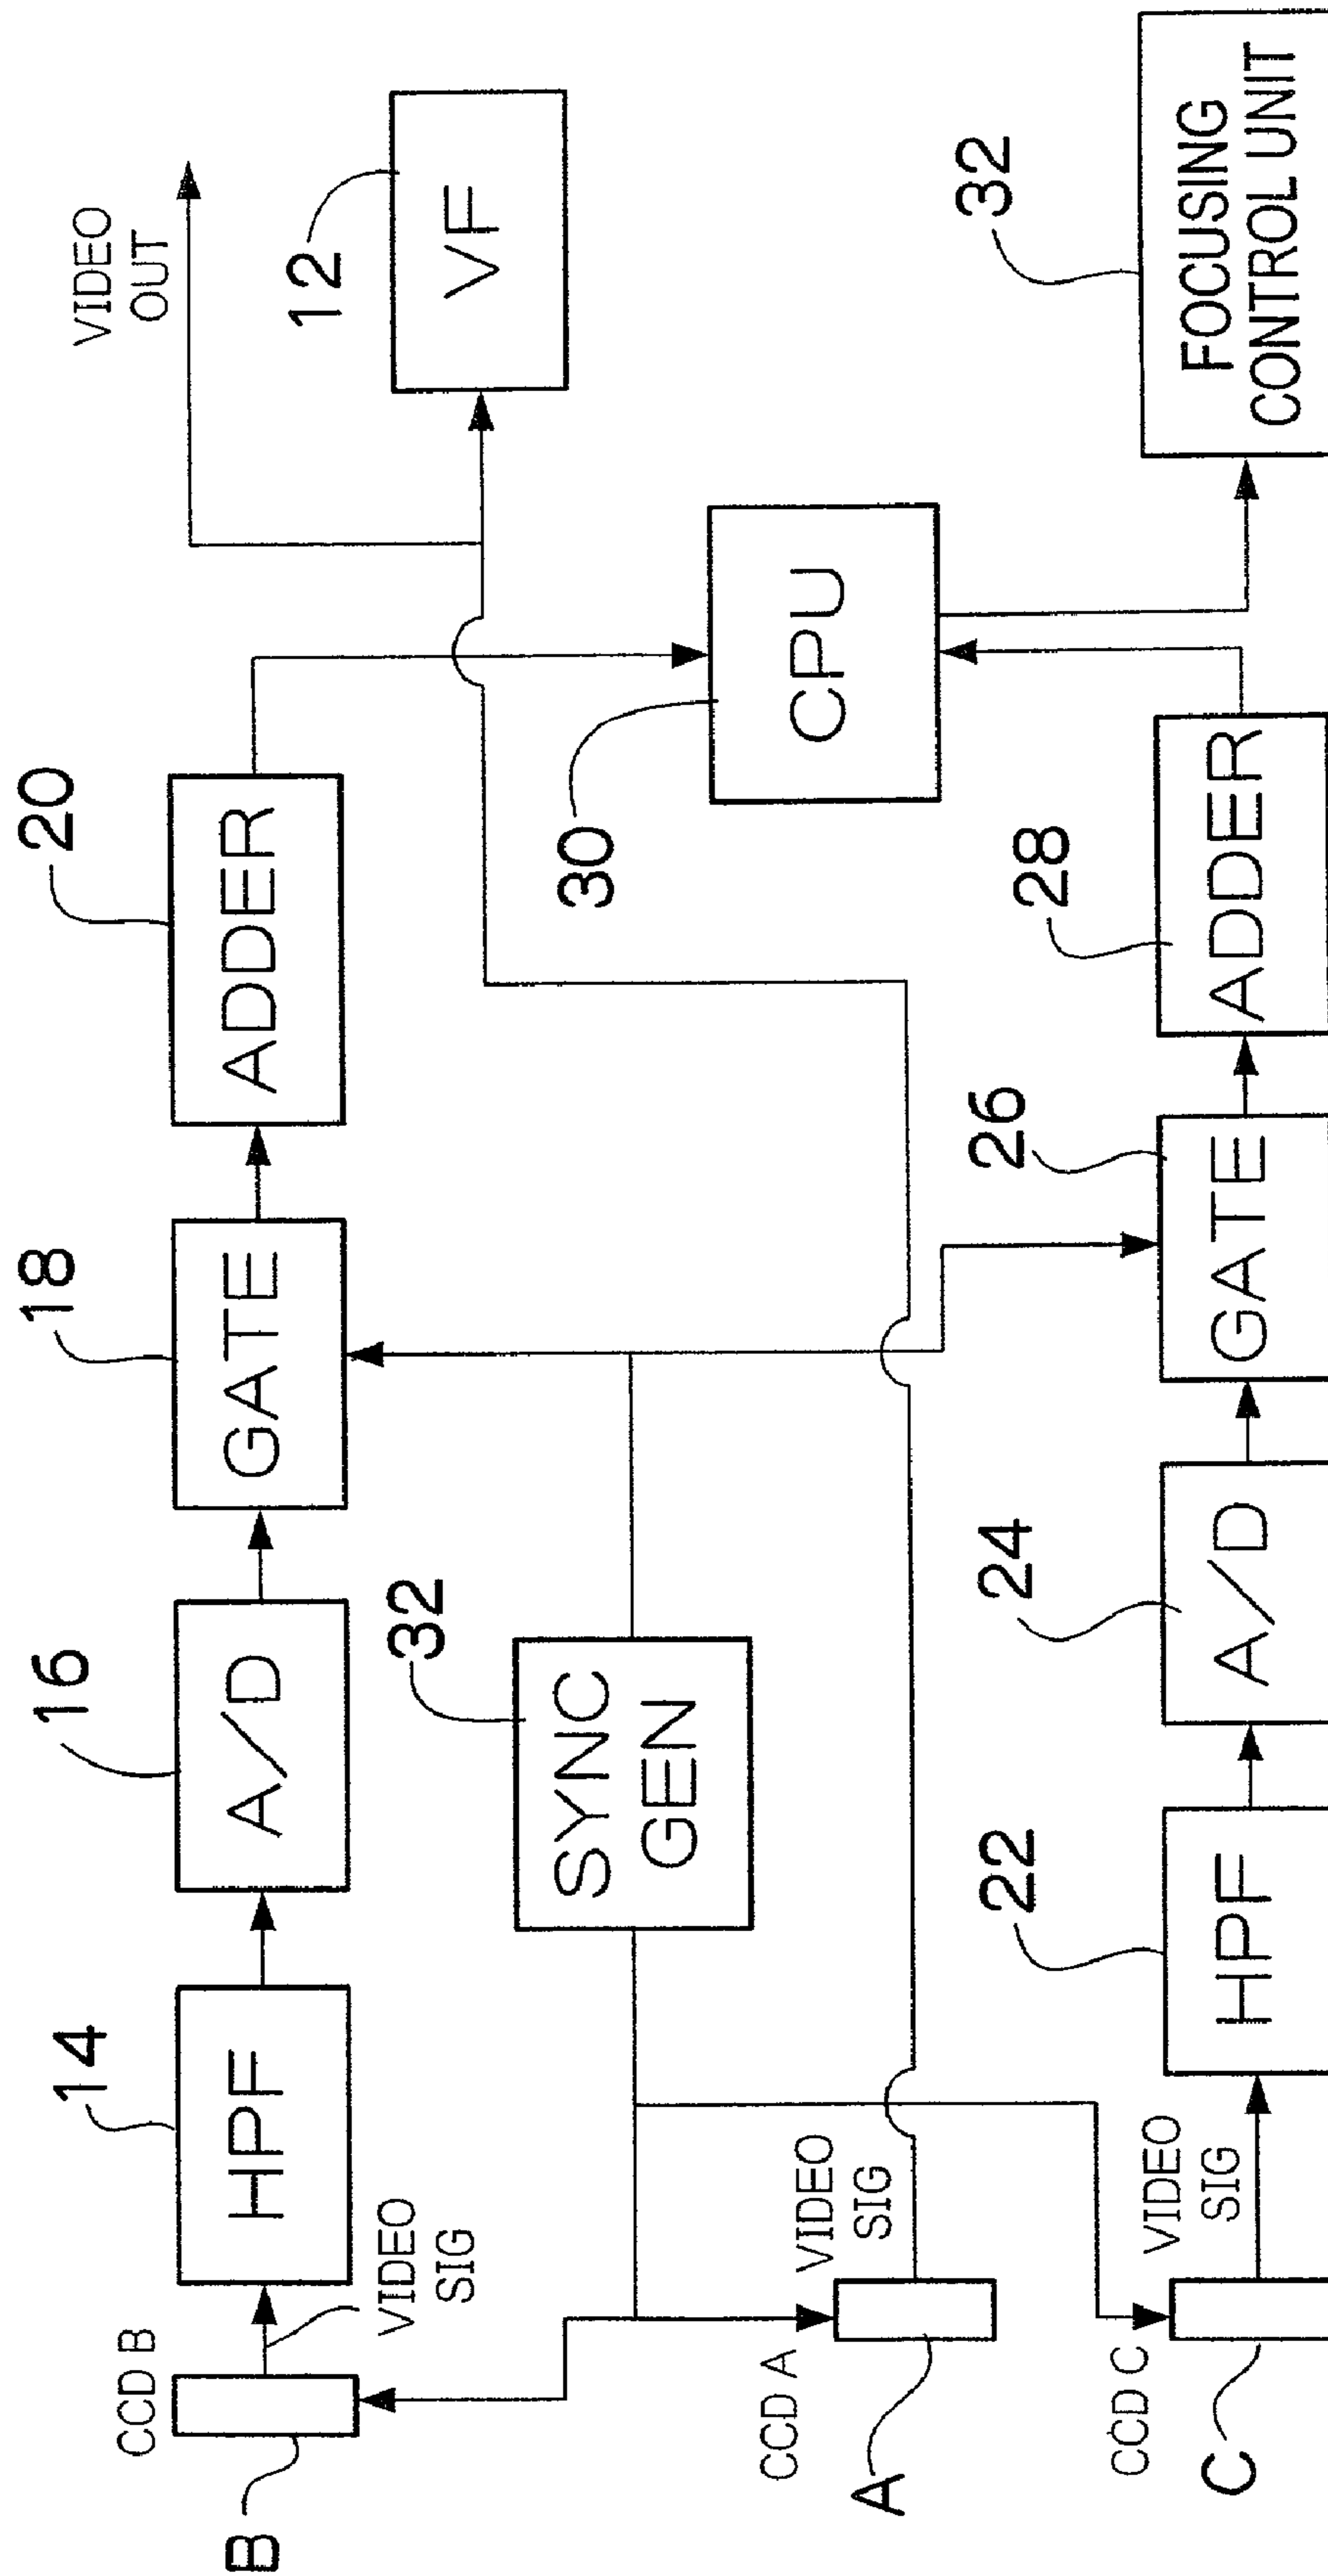 14
16
18
20
VIDEO
OUT
CCD B
HPF
A/D
GATE
ADDER
12
VF
B
VIDEO
SIG
32
SYNC
GEN
30
CPU
CCD A
VIDEO
SIG
A
22
24
26
28
32
CCD C
VIDEO
SIG
HPF
A/D
GATE
ADDER
FOCUSING
CONTROL UNIT
C